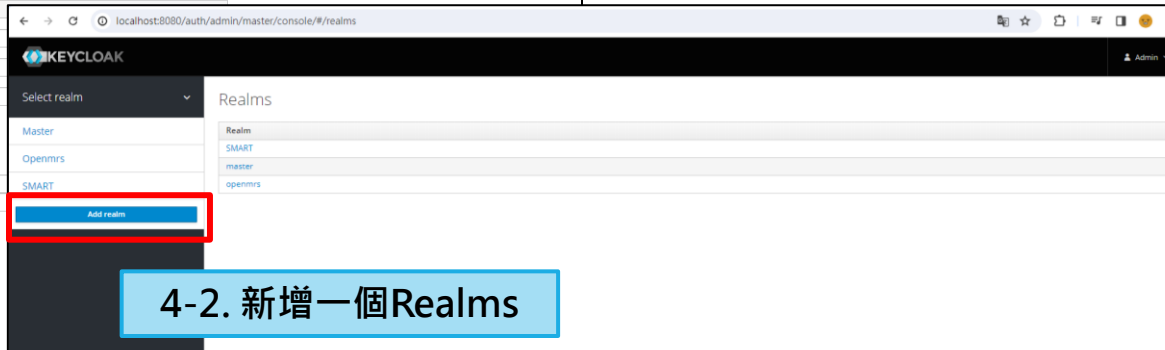 localhost:8080/auth/admin/master/console/#/realms
KEYCLOAK
Admin
Select realm
Realms
Master
Realm
SMART
Openmrs
master
SMART
openmrs
Add realm
4-2. 新增一個Realms